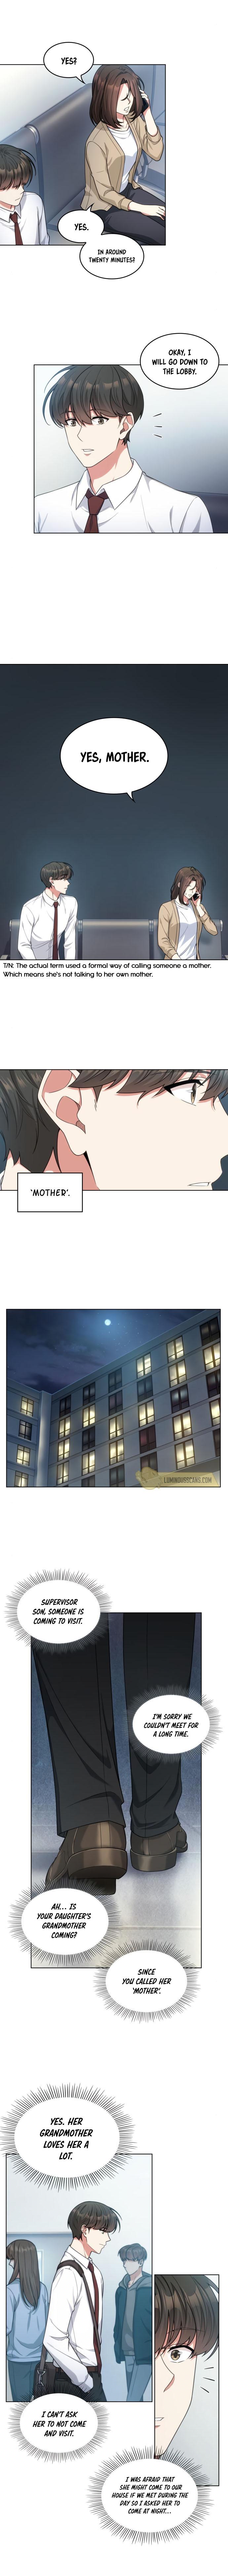 YES?
YES.
IN AROUND
TWENTY MINUTES?
OKAY, I
WILL GO DOWN TO
THE LOBBY.
YES, MOTHER.
T/N: The actual term used a formal way of calling someone a mother.
Which means she's not talking to her own mother.
'MOTHER'.
LUMINOUSSCANS.COM
SUPERVISOR
SON, SOMEONE IS
COMING TO VISIT.
I'M SORRY WE
COULDN'T MEET FOR
A LONG TIME.
AH... IS
YOUR DAUGHTER'S
GRANDMOTHER
COMING?
SINCE
YOU CALLED HER
'MOTHER'.
YES. HER
GRANDMOTHER
LOVES HER A
LOT.
I CAN'T ASK
HER TO NOT COME
AND VISIT.
I WAS AFRAID THAT
SHE MIGHT COME TO OUR
HOUSE IF WE MET DURING THE
DAY SO I ASKED HER TO
COME AT NIGHT...